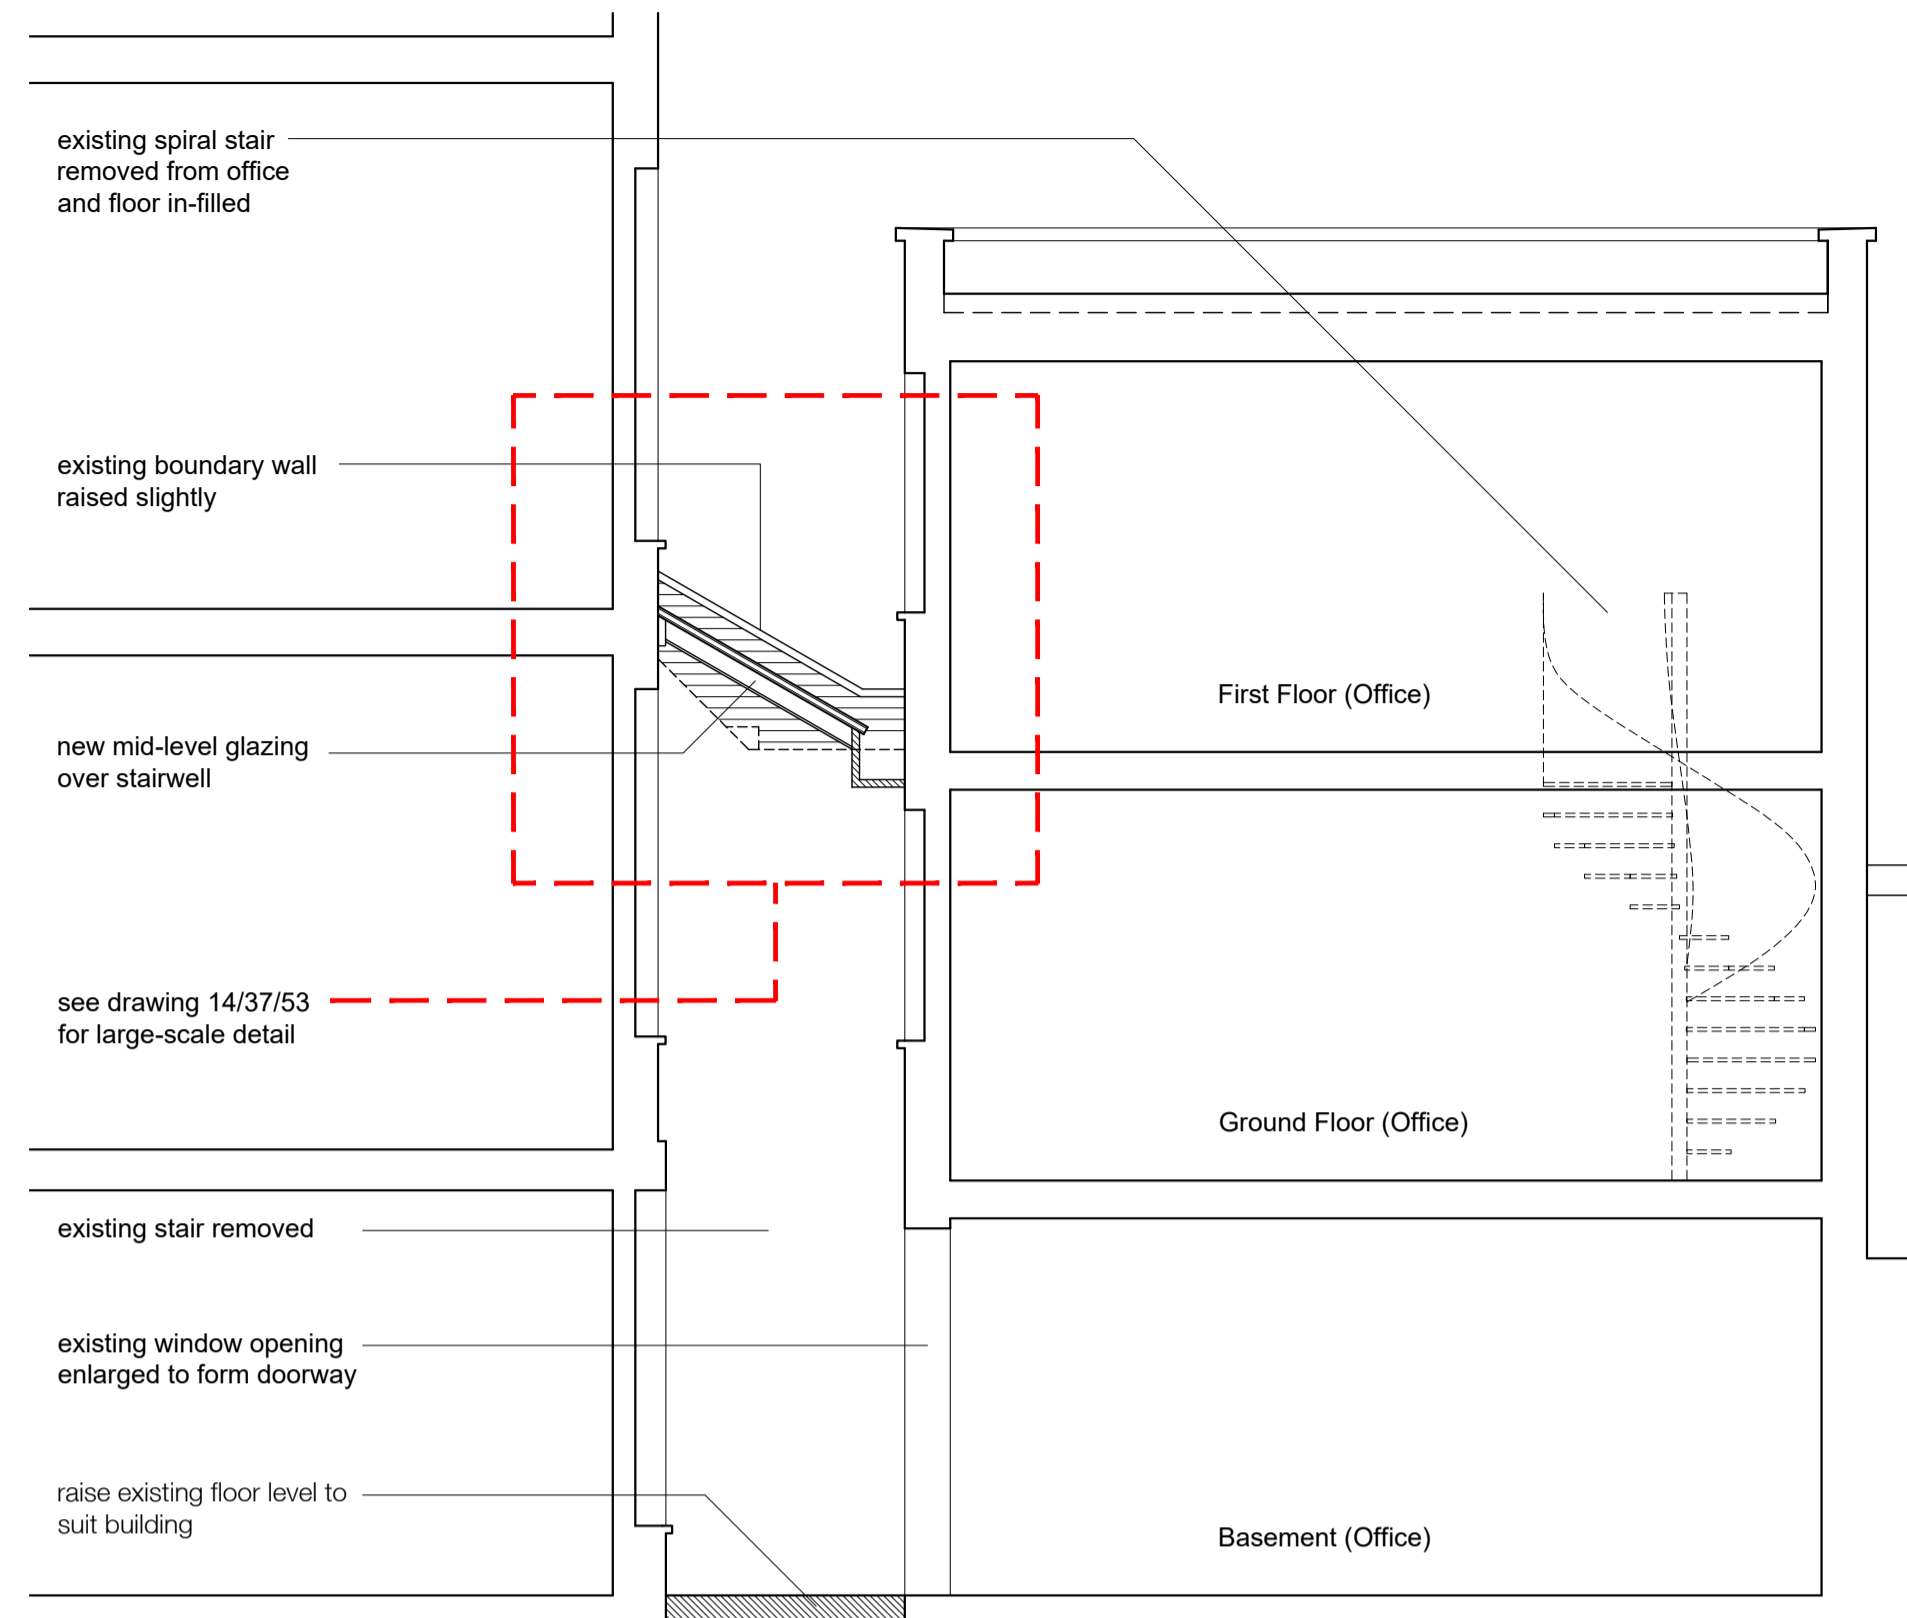 existing spiral stair
removed from office
and floor in-filled
existing boundary wall
raised slightly
First Floor (Office)
new mid-level glazing
over stairwell
see drawing 14/37/53
for large-scale detail
Ground Floor (Office)
existing stair removed
existing window opening
enlarged to form doorway
raise existing floor level to
suit building
Basement (Office)